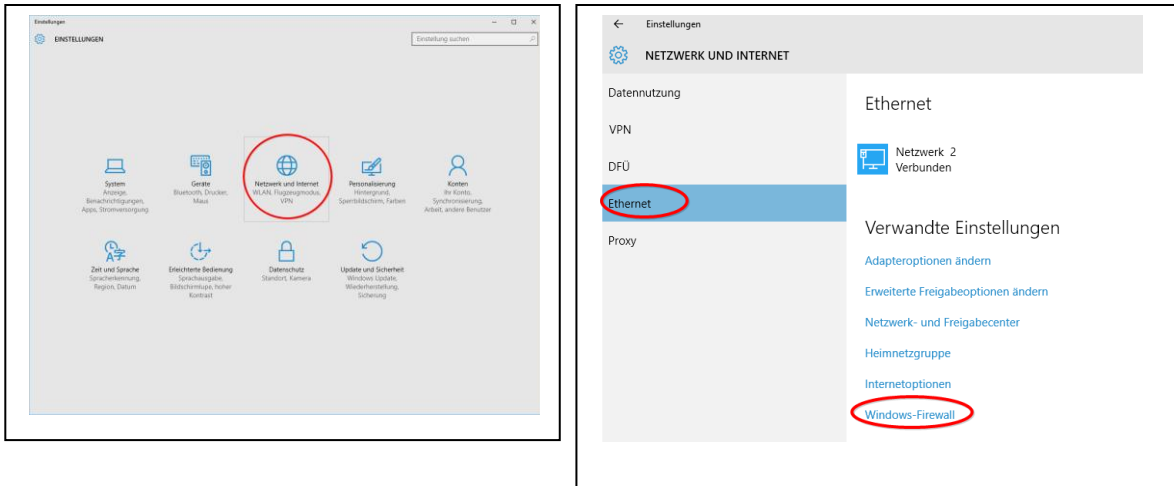 Einstellungen
EINSTELLUNGEN
Einstellung suchen
System
Anzeige,
Benachrichtigungen,
Apps, Stromversorgung
Geräte
Bluetooth, Drucker,
Maus
Netzwerk und Internet
WLAN, Flugzeugmodus,
VPN
Personalisierung
Hintergrund,
Sperrbildschirm, Farben
Konten
Ihr Konto,
Synchronisierung,
Arbeit, andere Benutzer
Zeit und Sprache
Spracherkennung,
Region, Datum
Erleichterte Bedienung
Sprachausgabe,
Bildschirmlupe, hoher
Kontrast
Datenschutz
Standort, Kamera
Update und Sicherheit
Windows Update,
Wiederherstellung,
Sicherung
Einstellungen
NETZWERK UND INTERNET
Datennutzung
VPN
DFÜ
Ethernet
Proxy
Ethernet
Netzwerk 2
Verbunden
Verwandte Einstellungen
Adapteroptionen ändern
Erweiterte Freigabeoptionen ändern
Netzwerk- und Freigabecenter
Heimnetzgruppe
Internetoptionen
Windows-Firewall